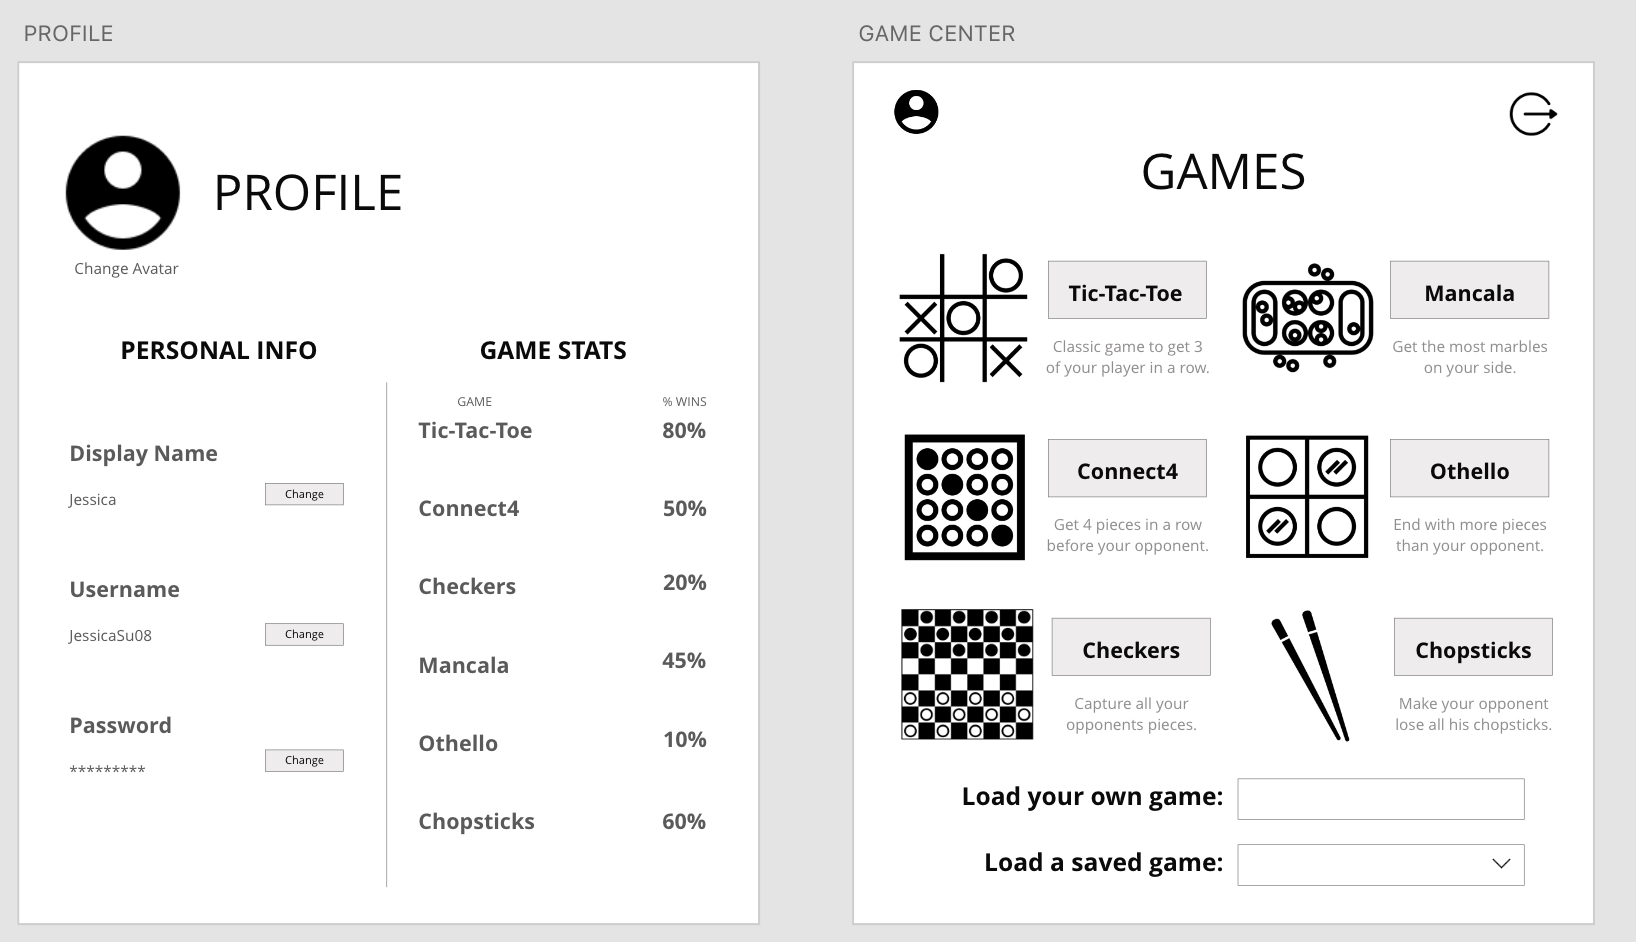 PROFILE
PROFILE
Change Avatar
PERSONAL INFO
Display Name
Jessica
Change
Username
JessicaSu08
Change
Password
*********
Change
GAME STATS
GAME % WINS
Tic-Tac-Toe 80%
Connect4 50%
Checkers 20%
Mancala 45%
Othello 10%
Chopsticks 60%
GAME CENTER
GAMES
Tic-Tac-Toe
Classic game to get 3
of your player in a row.
Mancala
Get the most marbles
on your side.
Connect4
Get 4 pieces in a row
before your opponent.
Othello
End with more pieces
than your opponent.
Checkers
Capture all your
opponents pieces.
Chopsticks
Make your opponent
lose all his chopsticks.
Load your own game:
Load a saved game: